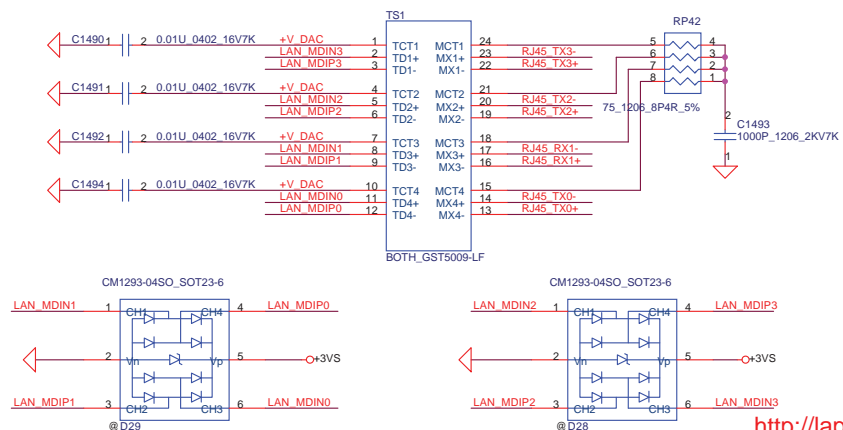 TS1
RP42
C1490 1 2 0.01U_0402_16V7K +V_DAC 1 TCT1 MCT1 24 5 4
LAN_MDIN3 2 TD1+ MX1+ 23 RJ45_TX3- 6 3
LAN_MDIP3 3 TD1- MX1- 22 RJ45_TX3+ 7 2
8 1
C1491 1 2 0.01U_0402_16V7K +V_DAC 4 TCT2 MCT2 21
LAN_MDIN2 5 TD2+ MX2+ 20 RJ45_TX2- 75_1206_8P4R_5%
LAN_MDIP2 6 TD2- MX2- 19 RJ45_TX2+
2
C1493
1000P_1206_2KV7K
1
C1492 1 2 0.01U_0402_16V7K +V_DAC 7 TCT3 MCT3 18
LAN_MDIN1 8 TD3+ MX3+ 17 RJ45_RX1-
LAN_MDIP1 9 TD3- MX3- 16 RJ45_RX1+
C1494 1 2 0.01U_0402_16V7K +V_DAC 10 TCT4 MCT4 15
LAN_MDIN0 11 TD4+ MX4+ 14 RJ45_TX0-
LAN_MDIP0 12 TD4- MX4- 13 RJ45_TX0+
BOTH_GST5009-LF
CM1293-04SO_SOT23-6 CM1293-04SO_SOT23-6
LAN_MDIN1 1 CH1 CH4 4 LAN_MDIP0 LAN_MDIN2 1 CH1 CH4 4 LAN_MDIP3
2 Vn Vp 5 +3VS 2 Vn Vp 5 +3VS
LAN_MDIP1 3 CH2 CH3 6 LAN_MDIN0 LAN_MDIP2 3 CH2 CH3 6 LAN_MDIN3
@D29 @D28 http://lap